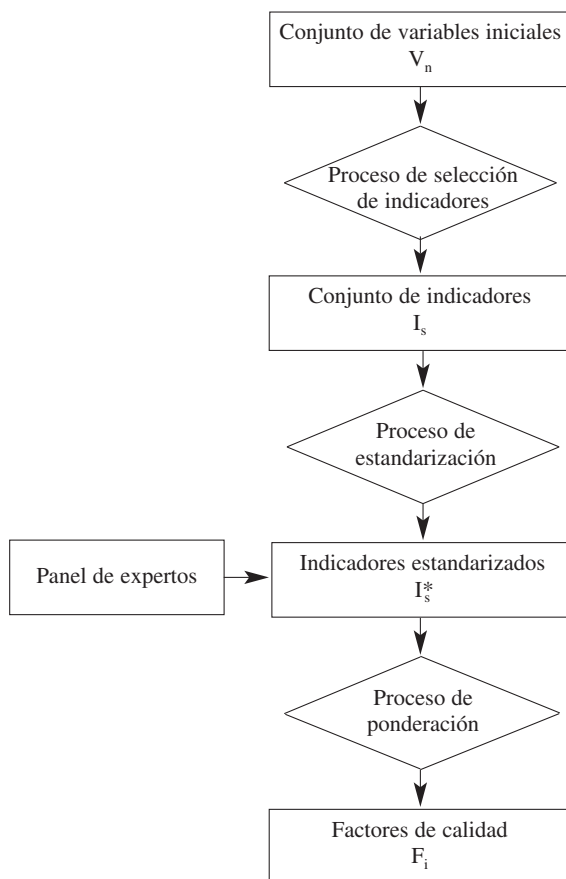 Conjunto de variables iniciales
Vₙ
Proceso de selección
de indicadores
Conjunto de indicadores
Iₛ
Proceso de
estandarización
Panel de expertos
Indicadores estandarizados
Iₛ*
Proceso de
ponderación
Factores de calidad
Fᵢ